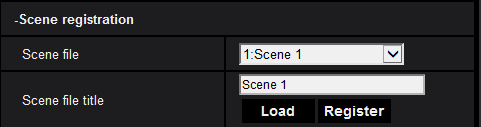 -Scene registration
Scene file
1:Scene 1
Scene file title
Scene 1
Load Register